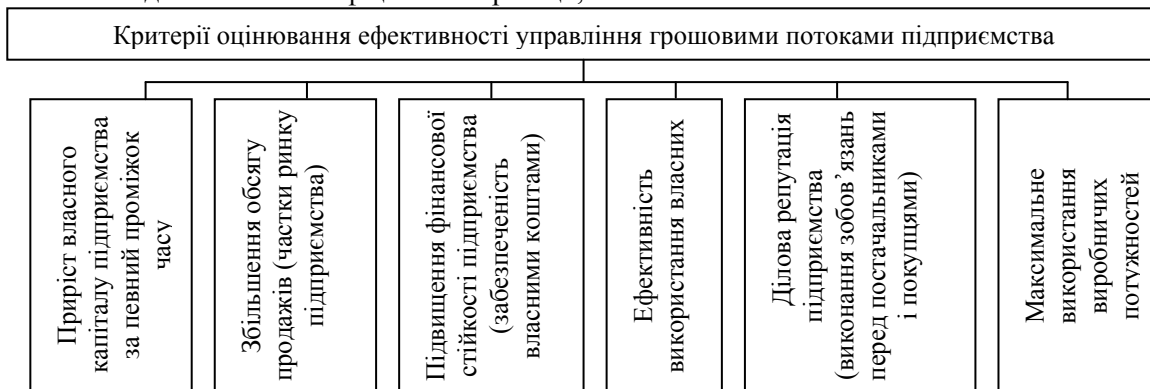 Критерії оцінювання ефективності управління грошовими потоками підприємства
Приріст власного
капіталу підприємства
за певний проміжок
часу
Збільшення обсягу
продажів (частки ринку
підприємства)
Підвищення фінансової
стійкості підприємства
(забезпеченість
власними коштами)
Ефективність
використання власних
Ділова репутація
підприємства
(виконання зобов’язань
перед постачальниками
і покупцями)
Максимальне
використання
виробничих
потужностей